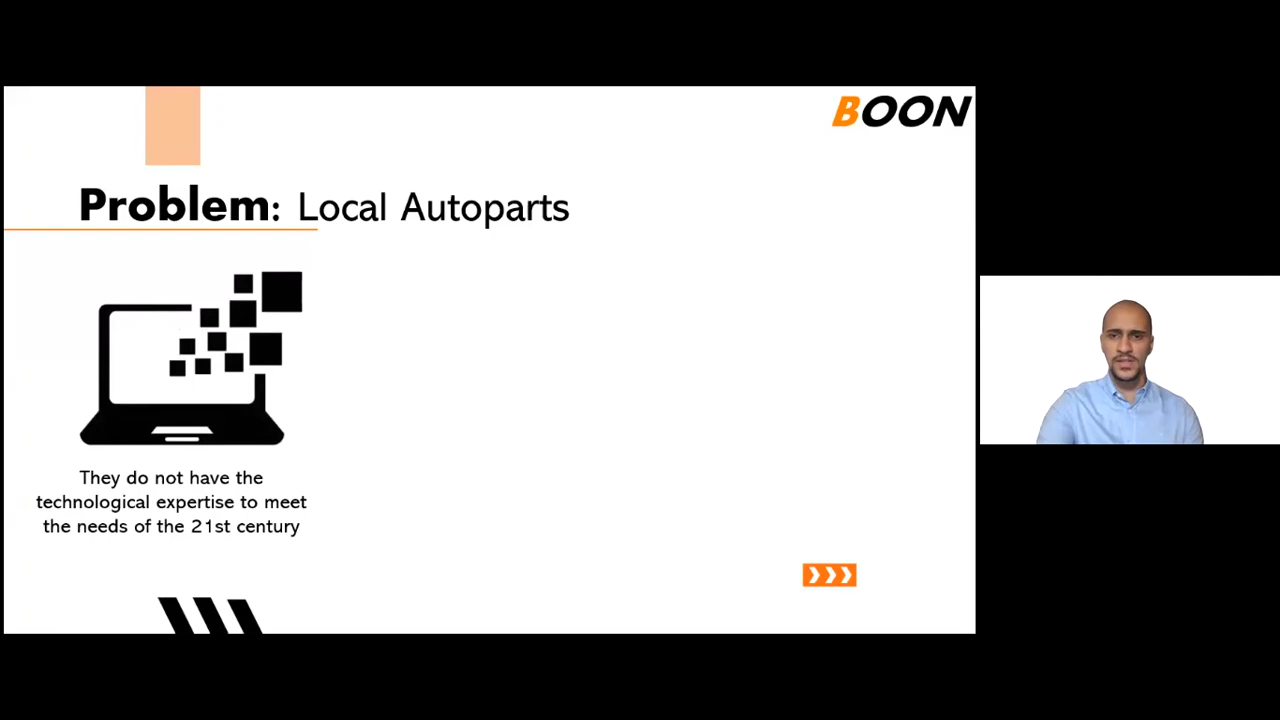 BOON
Problem: Local Autoparts
They do not have the
technological expertise to meet
the needs of the 21st century